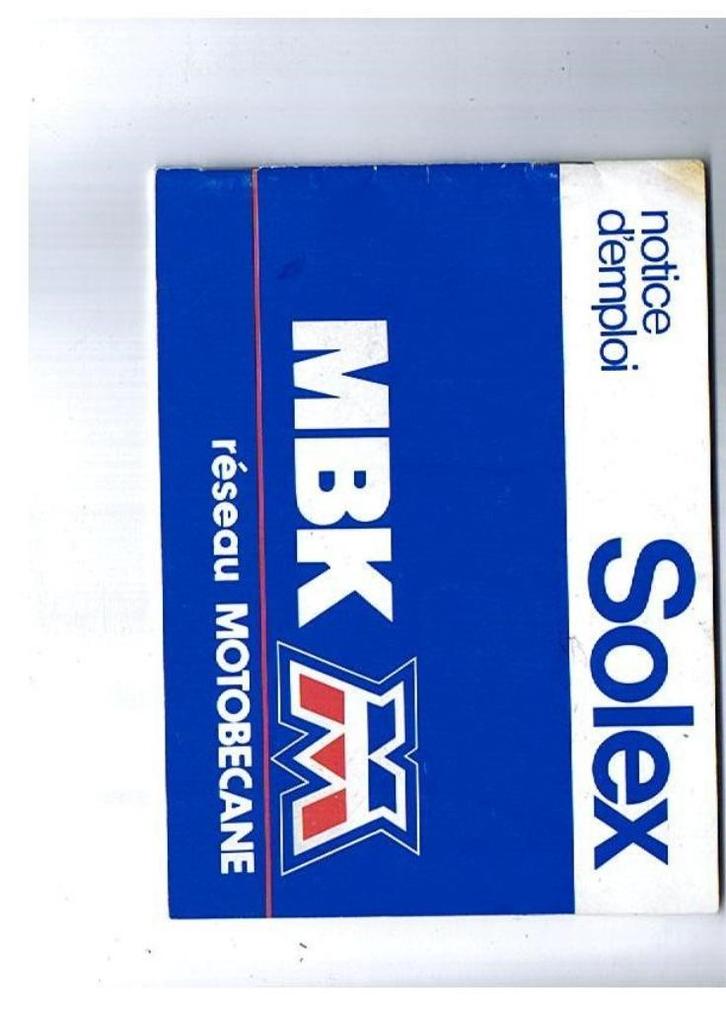 notice
d'emploi
Solex
MBK
réseau MOTOBECANE